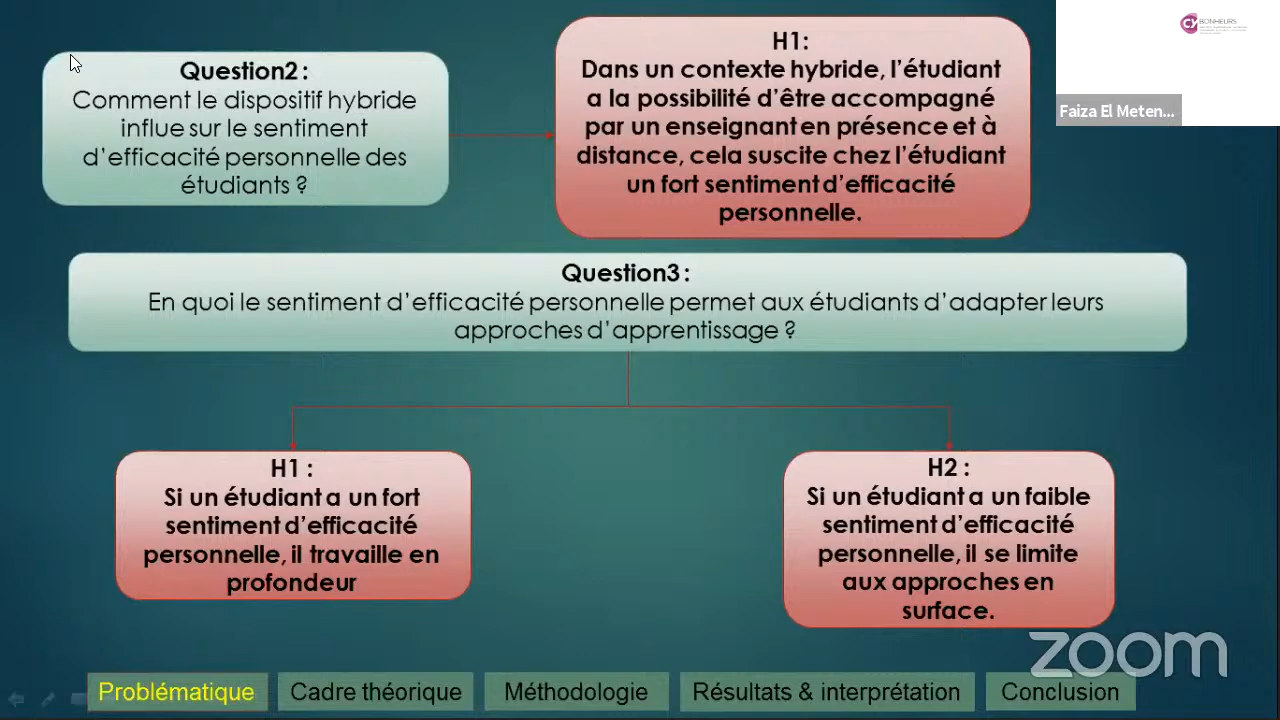 Question2 :
Comment le dispositif hybride
influe sur le sentiment
d’efficacité personnelle des
étudiants ?
H1:
Dans un contexte hybride, l’étudiant
a la possibilité d’être accompagné
par un enseignant en présence et à
distance, cela suscite chez l’étudiant
un fort sentiment d’efficacité
personnelle.
CY BONHEURS
Faiza El Meten...
Question3 :
En quoi le sentiment d’efficacité personnelle permet aux étudiants d’adapter leurs
approches d’apprentissage ?
H1 :
Si un étudiant a un fort
sentiment d’efficacité
personnelle, il travaille en
profondeur
H2 :
Si un étudiant a un faible
sentiment d’efficacité
personnelle, il se limite
aux approches en
surface.
zoom
Problématique
Cadre théorique
Méthodologie
Résultats & interprétation
Conclusion